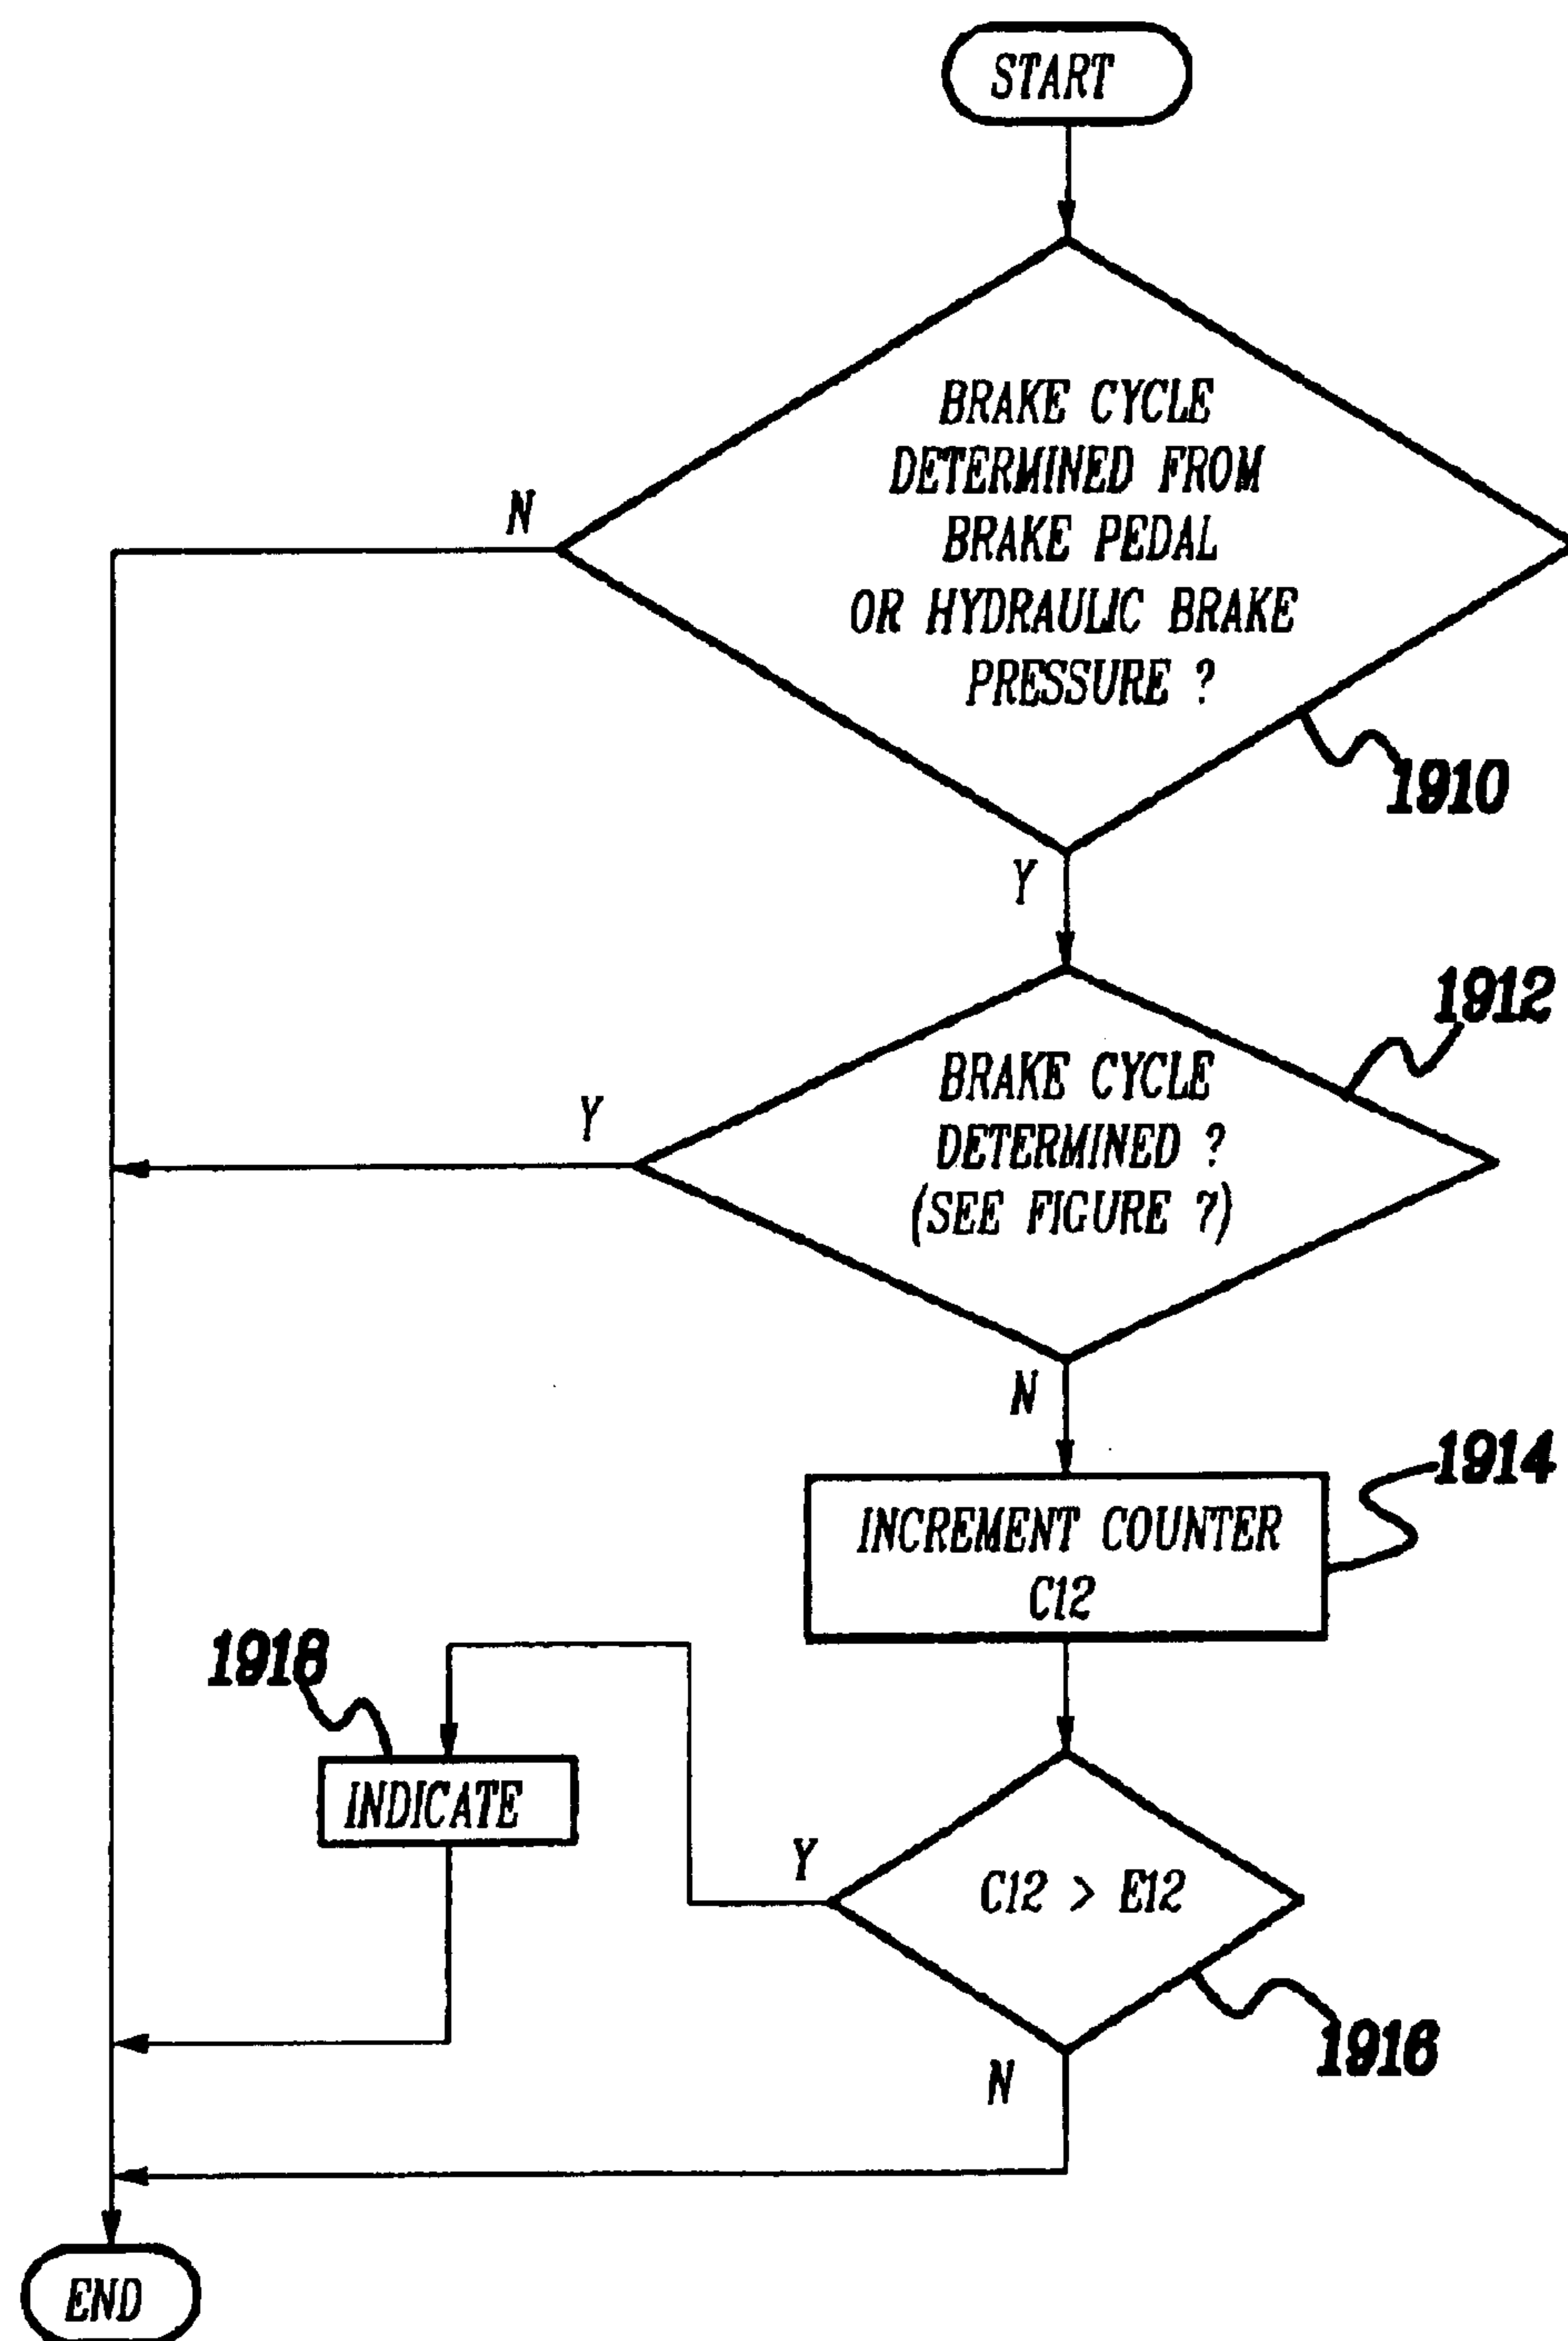 START
BRAKE CYCLE
DETERMINED FROM
BRAKE PEDAL
OR HYDRAULIC BRAKE
PRESSURE ?
N
1910
Y
1912
BRAKE CYCLE
DETERMINED ?
(SEE FIGURE 7)
Y
N
1914
INCREMENT COUNTER
C12
1918
INDICATE
Y
C12 > E12
1916
N
END